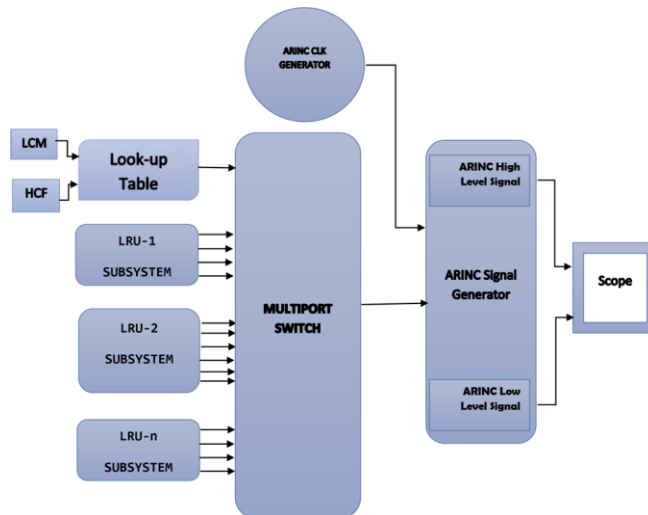 ARINC CLK
GENERATOR
LCM
HCF
Look-up
Table
LRU-1
SUBSYSTEM
LRU-2
SUBSYSTEM
LRU-n
SUBSYSTEM
MULTIPORT
SWITCH
ARINC High
Level Signal
ARINC Signal
Generator
ARINC Low
Level Signal
Scope